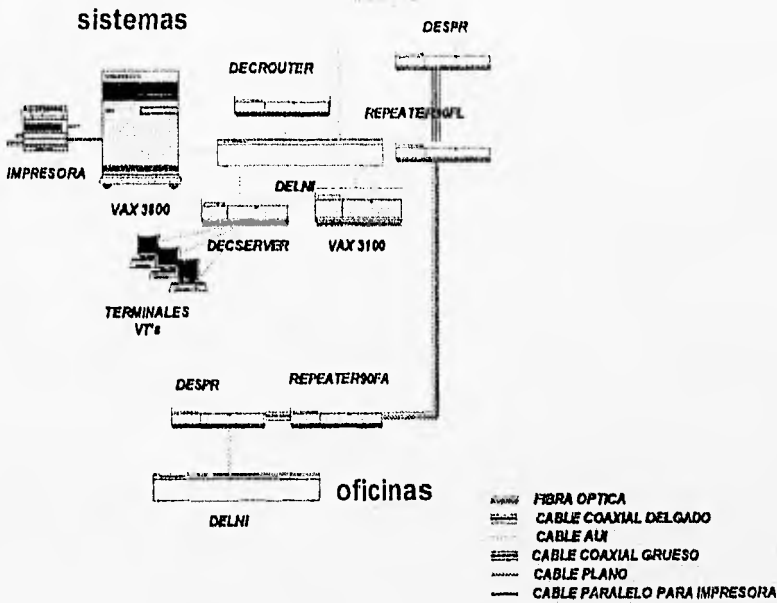 sistemas
DESPR
DECROUTER
REPEATER90FL
IMPRESORA
DELNI
VAX 3800
DECSERVER
VAX 3100
TERMINALES
VT's
DESPR
REPEATER90FA
oficinas
DELNI
FIBRA OPTICA
CABLE COAXIAL DELGADO
CABLE AUI
CABLE COAXIAL GRUESO
CABLE PLANO
CABLE PARALELO PARA IMPRESORA